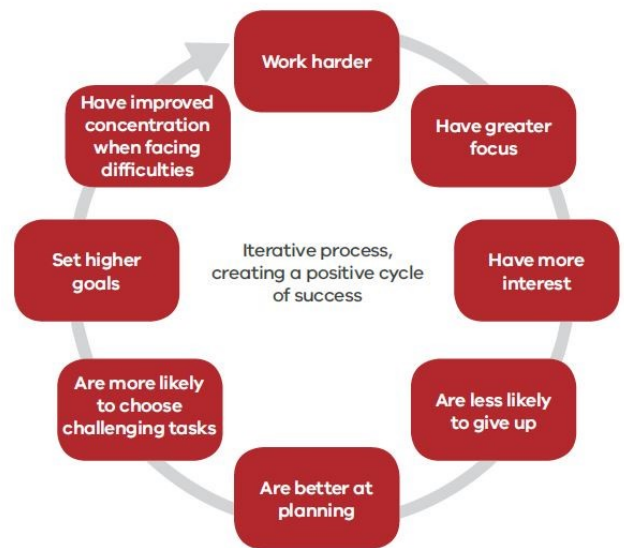 Work harder
Have greater
focus
Have more
interest
Are less likely
to give up
Are better at
planning
Are more likely
to choose
challenging tasks
Set higher
goals
Have improved
concentration
when facing
difficulties
Iterative process,
creating a positive cycle
of success